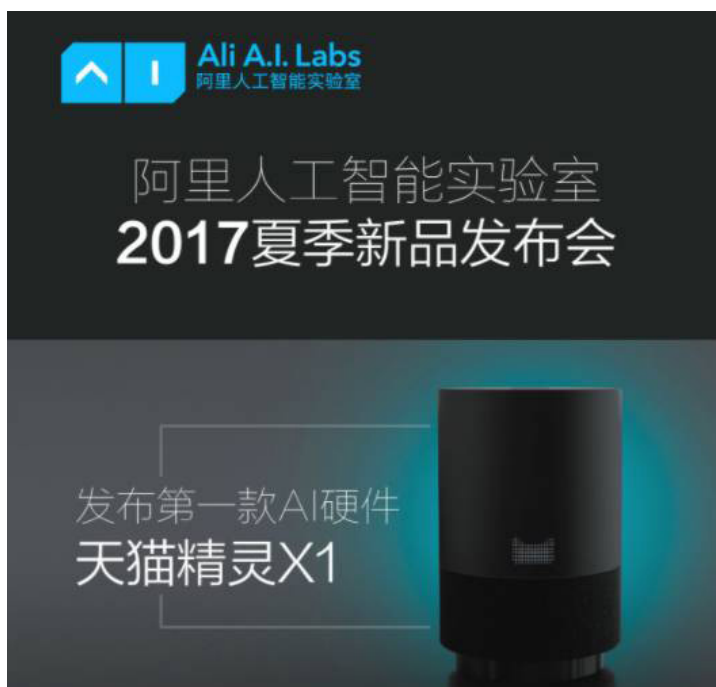 Ali A.I. Labs
阿里人工智能实验室
阿里人工智能实验室
2017夏季新品发布会
发布第一款AI硬件
天猫精灵X1